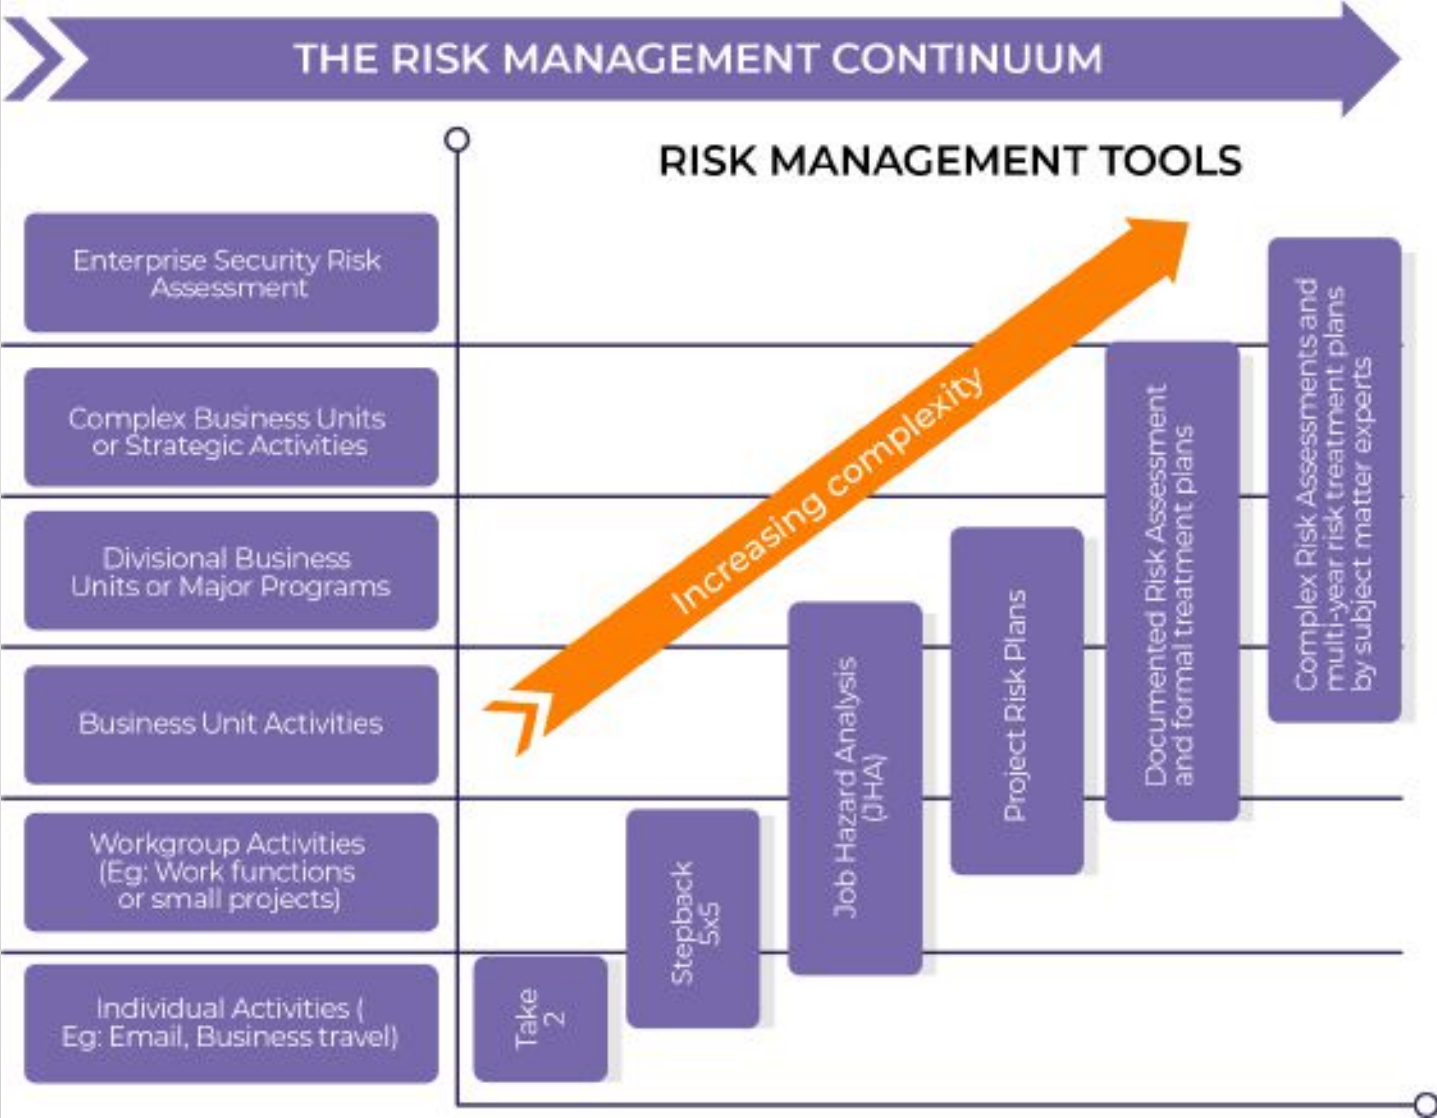 THE RISK MANAGEMENT CONTINUUM
RISK MANAGEMENT TOOLS
Enterprise Security Risk
Assessment
Complex Business Units
or Strategic Activities
Divisional Business
Units or Major Programs
Business Unit Activities
Workgroup Activities
(Eg: Work functions
or small projects)
Individual Activities (
Eg: Email, Business travel)
Increasing complexity
Take
2
Stepback
5x5
Job Hazard Analysis
(JHA)
Project Risk Plans
Documented Risk Assessment
and formal treatment plans
Complex Risk Assessments and
multi-year risk treatment plans
by subject matter experts